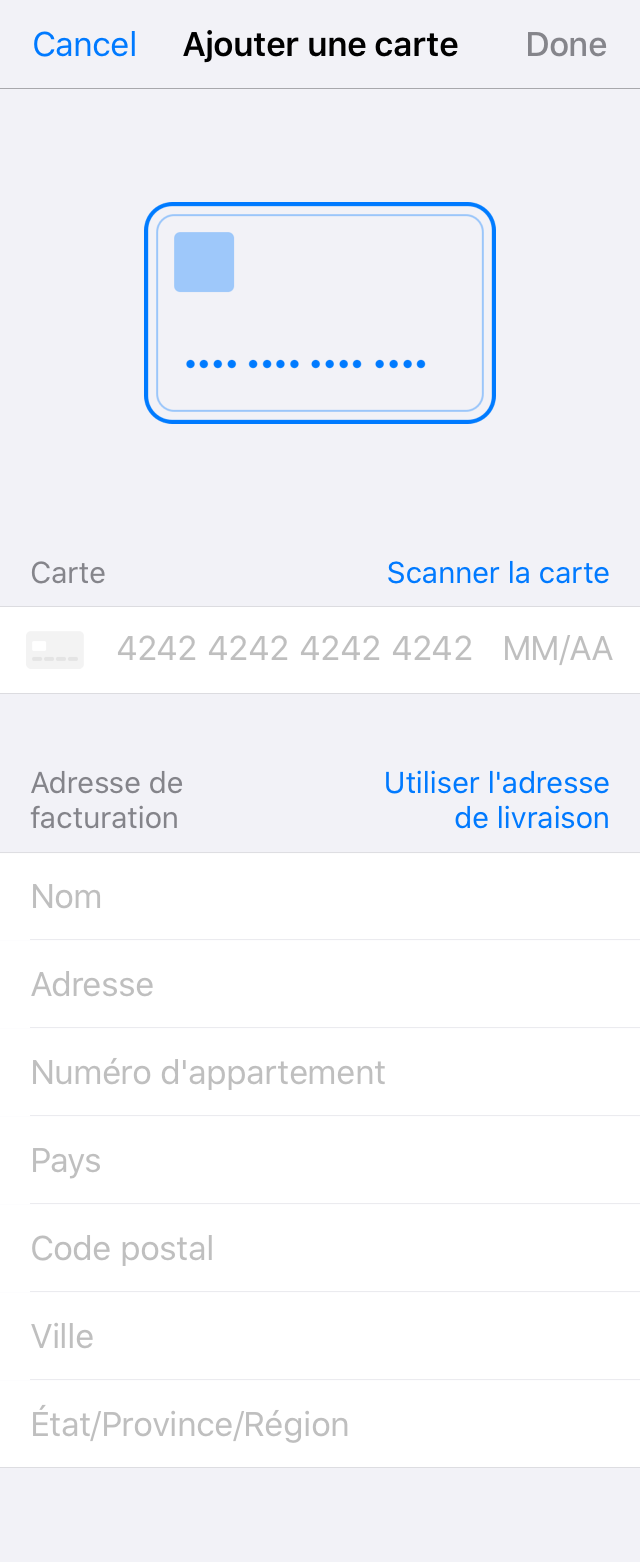 Cancel Ajouter une carte Done
Carte Scanner la carte
4242 4242 4242 4242 MM/AA
Adresse de facturation
Utiliser l'adresse de livraison
Nom
Adresse
Numéro d'appartement
Pays
Code postal
Ville
État/Province/Région